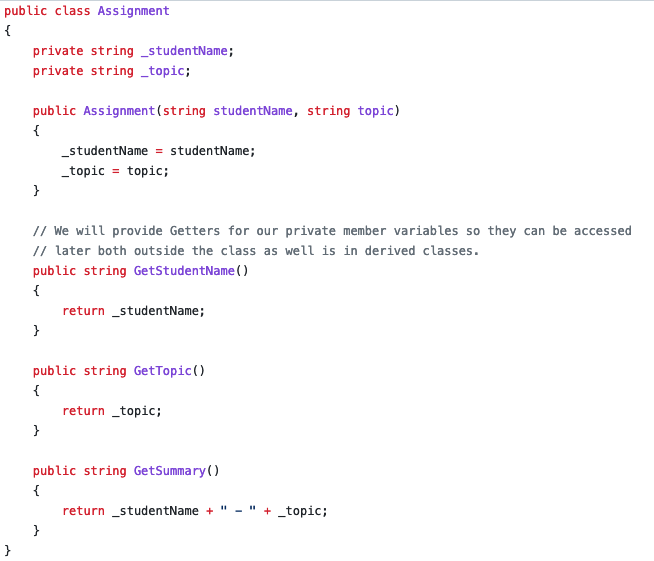 public class Assignment
{
    private string _studentName;
    private string _topic;

    public Assignment(string studentName, string topic)
    {
        _studentName = studentName;
        _topic = topic;
    }

    // We will provide Getters for our private member variables so they can be accessed
    // later both outside the class as well is in derived classes.
    public string GetStudentName()
    {
        return _studentName;
    }

    public string GetTopic()
    {
        return _topic;
    }

    public string GetSummary()
    {
        return _studentName + " - " + _topic;
    }
}